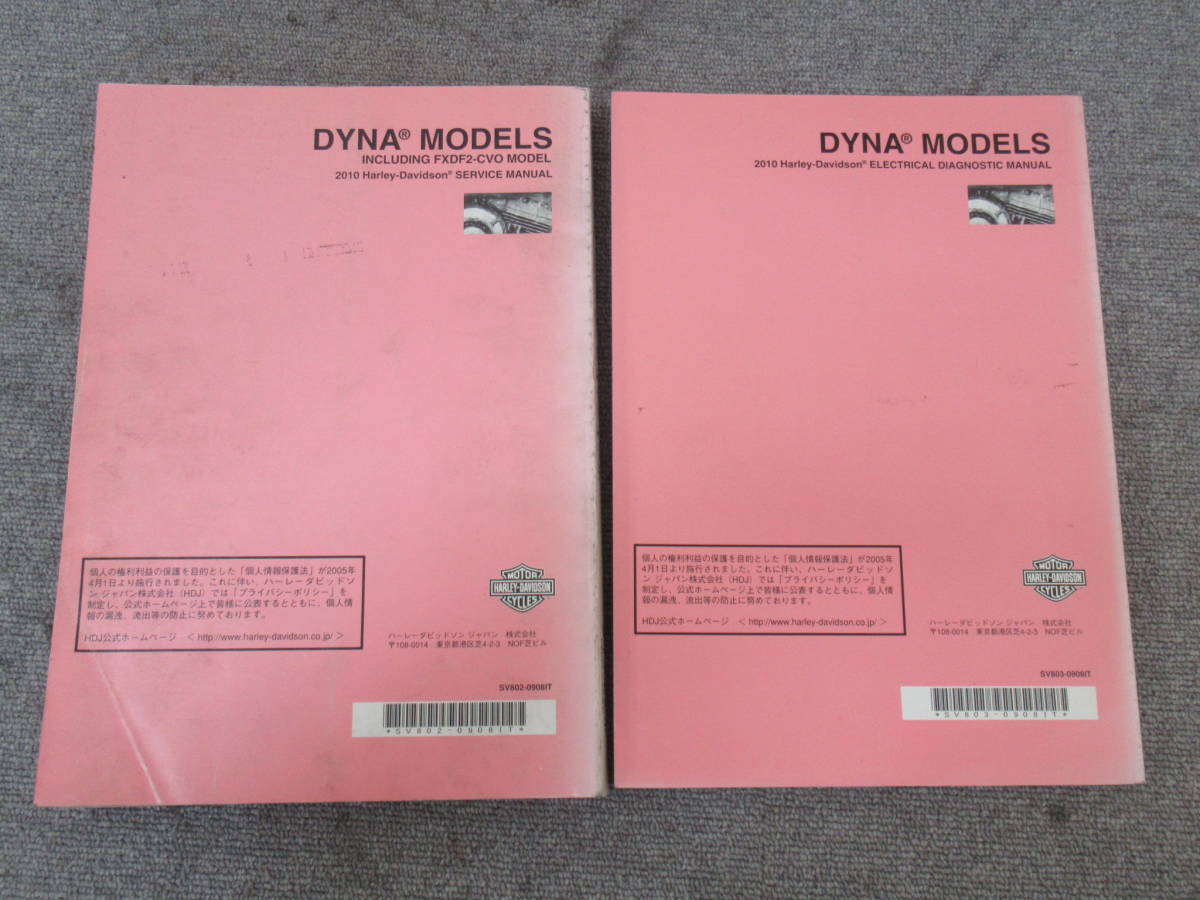 DYNA® MODELS
INCLUDING FXDF2-CVO MODEL
2010 Harley-Davidson® SERVICE MANUAL
個人の権利利益の保護を目的とした「個人情報保護法」が2005年
4月1日より施行されました。これに伴い、ハーレーダビッドソ
ン ジャパン株式会社（HDJ）では「プライバシーポリシー」を
制定し、公式ホームページ上で皆様に公表するとともに、個人情
報の漏洩、流出等の防止に努めております。
HDJ公式ホームページ ＜ http://www.harley-davidson.co.jp/ ＞
MOTOR
HARLEY-DAVIDSON
CYCLES
ハーレーダビッドソン ジャパン 株式会社
〒108-0014 東京都港区芝4-2-3 NOF芝ビル
SV802-0908IT
*SV802-0908IT*
DYNA® MODELS
2010 Harley-Davidson® ELECTRICAL DIAGNOSTIC MANUAL
個人の権利利益の保護を目的とした「個人情報保護法」が2005年
4月1日より施行されました。これに伴い、ハーレーダビッドソ
ン ジャパン株式会社（HDJ）では「プライバシーポリシー」を
制定し、公式ホームページ上で皆様に公表するとともに、個人情
報の漏洩、流出等の防止に努めております。
HDJ公式ホームページ ＜ http://www.harley-davidson.co.jp/ ＞
MOTOR
HARLEY-DAVIDSON
CYCLES
ハーレーダビッドソン ジャパン 株式会社
〒108-0014 東京都港区芝4-2-3 NOF芝ビル
SV803-0908IT
*SV803-0908IT*